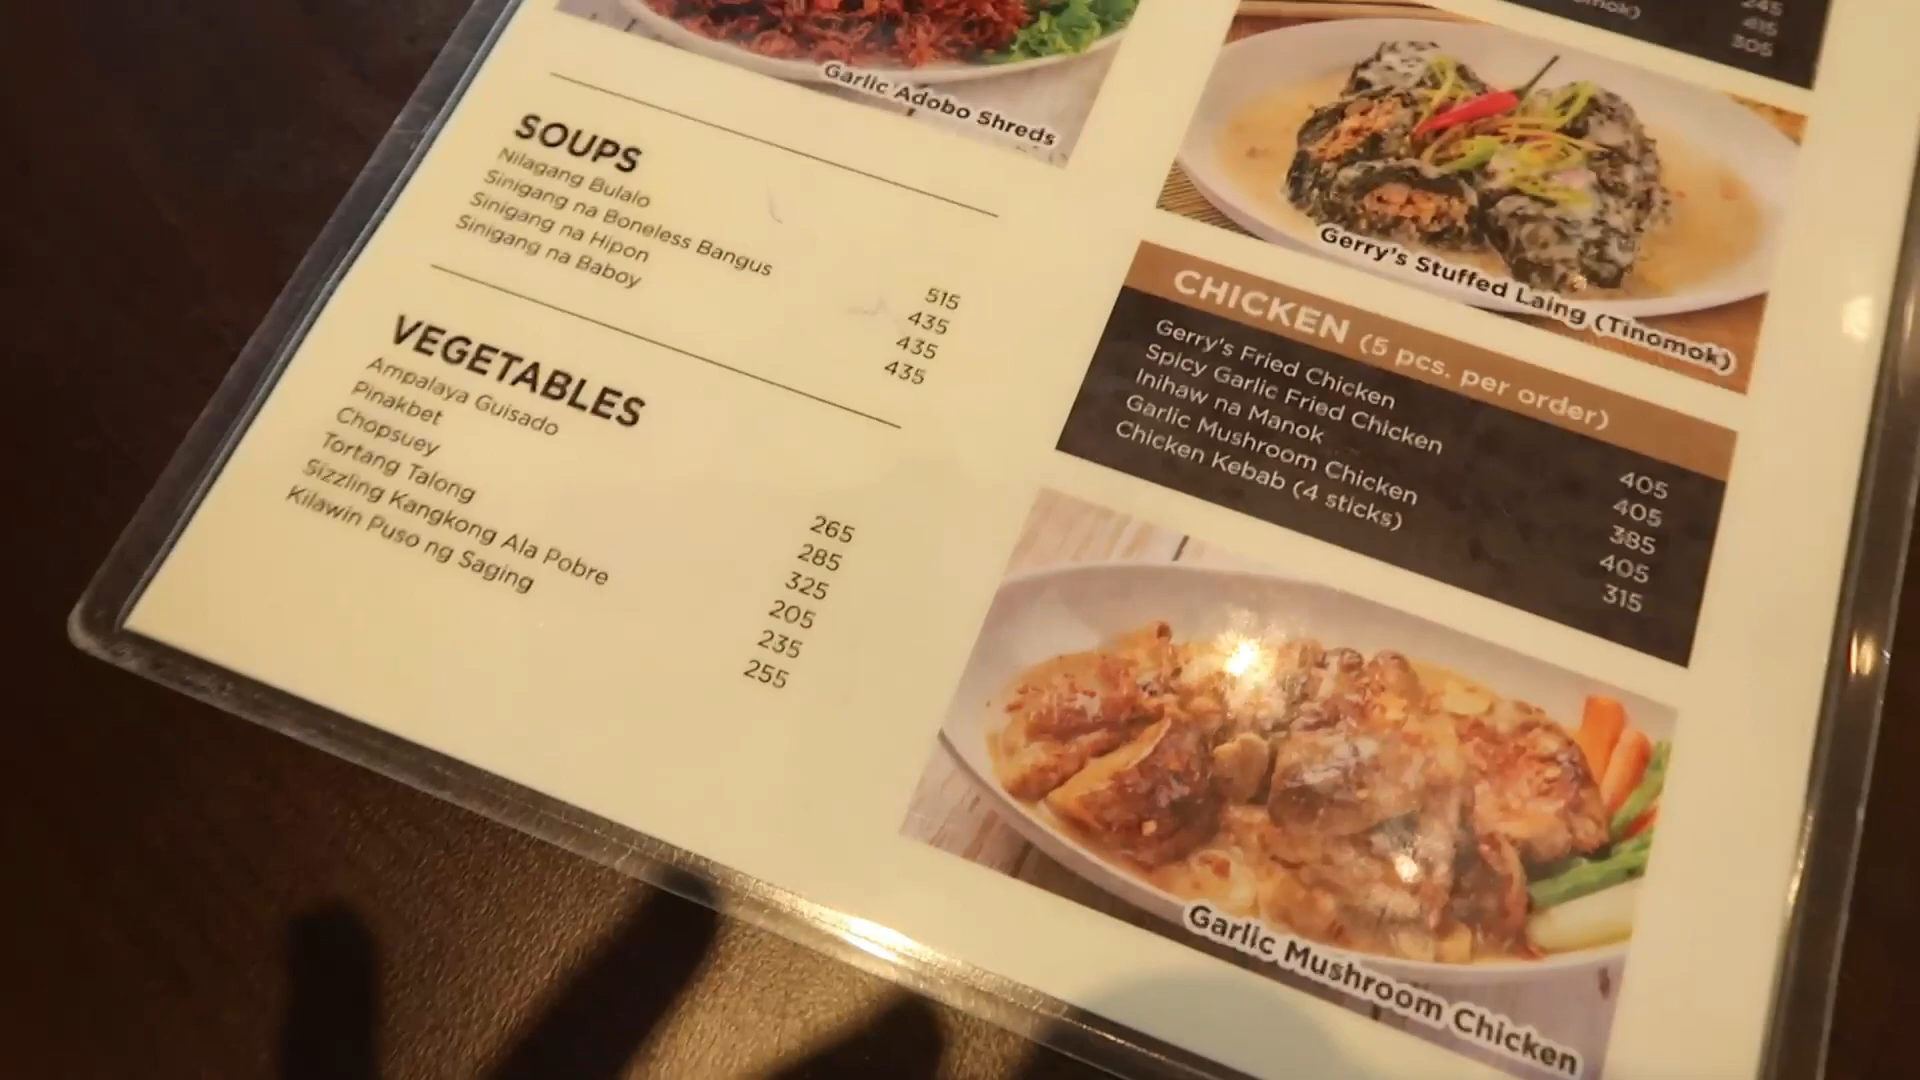 Garlic Adobo Shreds
SOUPS
Nilagang Bulalo 515
Sinigang na Boneless Bangus 435
Sinigang na Hipon 435
Sinigang na Baboy 435
VEGETABLES
Ampalaya Guisado 265
Pinakbet 285
Chopsuey 325
Tortang Talong 205
Sizzling Kangkong Ala Pobre 235
Kilawin Puso ng Saging 255
245
415
305
Gerry's Stuffed Laing (Tinomok)
CHICKEN (5 pcs. per order)
Gerry's Fried Chicken 405
Spicy Garlic Fried Chicken 405
Inihaw na Manok 385
Garlic Mushroom Chicken 405
Chicken Kebab (4 sticks) 315
Garlic Mushroom Chicken